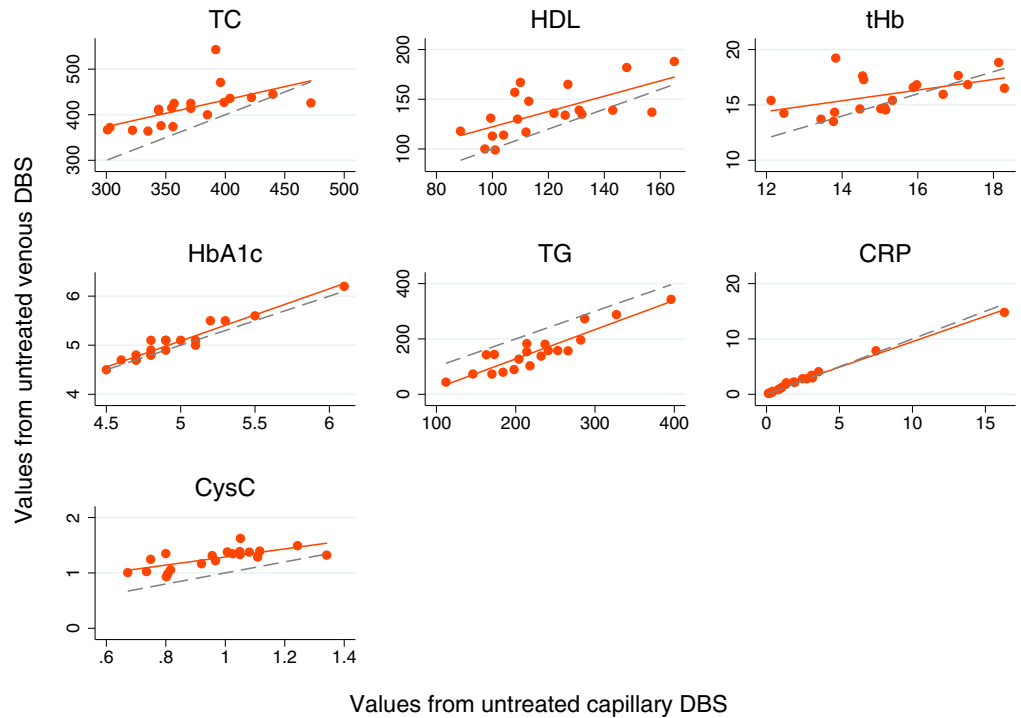 TC
HDL
tHb
500
400
300
300 350 400 450 500
200
150
100
80 100 120 140 160
20
15
10
12 14 16 18
HbA1c
TG
CRP
6
5
4
4.5 5 5.5 6
400
200
0
100 200 300 400
20
10
0
0 5 10 15
CysC
2
1
0
.6 .8 1 1.2 1.4
Values from untreated venous DBS
Values from untreated capillary DBS